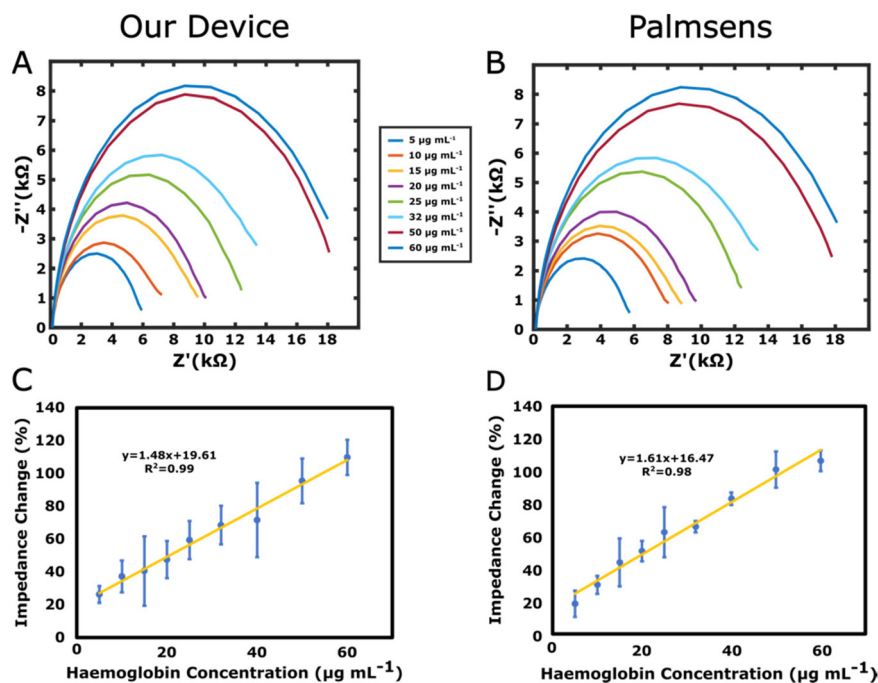 Our Device
Palmsens
A
-Z''(kΩ)
8
7
6
5
4
3
2
1
0
0 2 4 6 8 10 12 14 16 18
Z'(kΩ)
5 µg mL⁻¹
10 µg mL⁻¹
15 µg mL⁻¹
20 µg mL⁻¹
25 µg mL⁻¹
32 µg mL⁻¹
50 µg mL⁻¹
60 µg mL⁻¹
B
-Z''(kΩ)
8
7
6
5
4
3
2
1
0
0 2 4 6 8 10 12 14 16 18
Z'(kΩ)
C
Impedance Change (%)
140
120
100
80
60
40
20
0
y=1.48x+19.61
R²=0.99
0 20 40 60
Haemoglobin Concentration (µg mL⁻¹)
D
Impedance Change (%)
140
120
100
80
60
40
20
0
y=1.61x+16.47
R²=0.98
0 20 40 60
Haemoglobin Concentration (µg mL⁻¹)